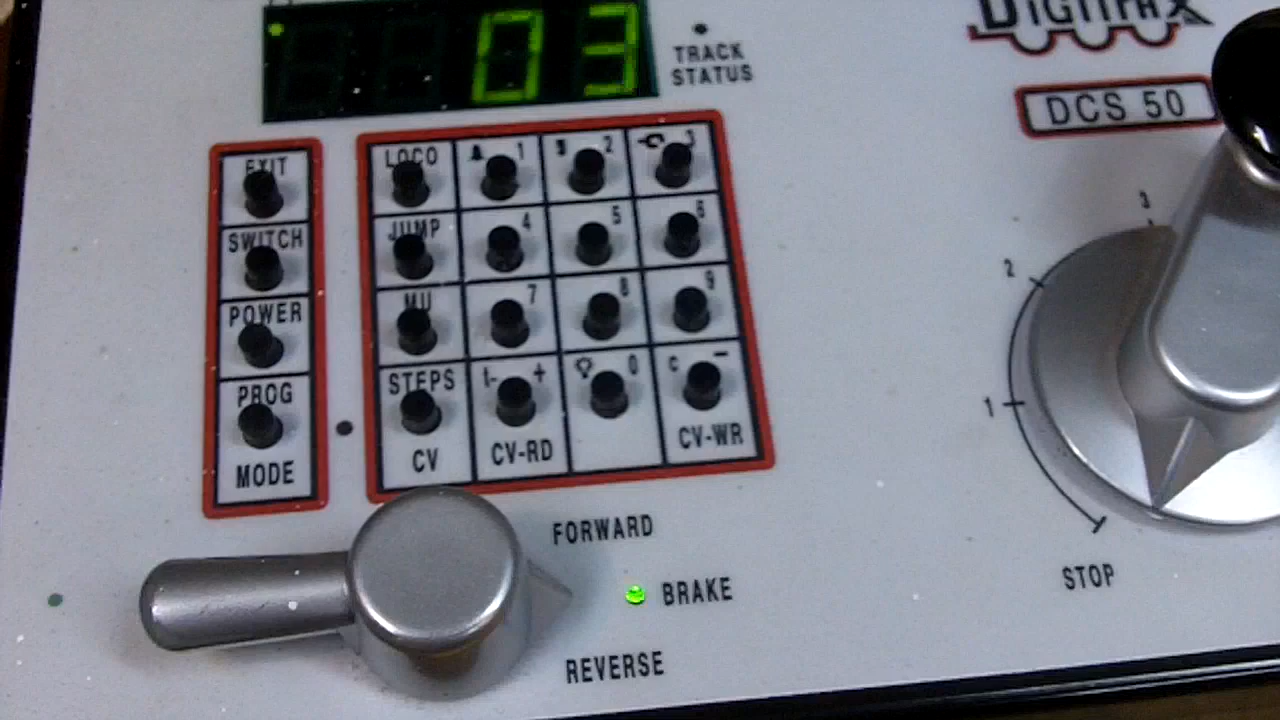 03
TRACK
STATUS
DIGITRAX
DCS 50
EXIT
SWITCH
POWER
PROG
MODE
LOCO 1 2 3
JUMP 4 5 6
MU 7 8 9
STEPS t- + 0 c -
CV CV-RD CV-WR
3
2
1
STOP
FORWARD
BRAKE
REVERSE